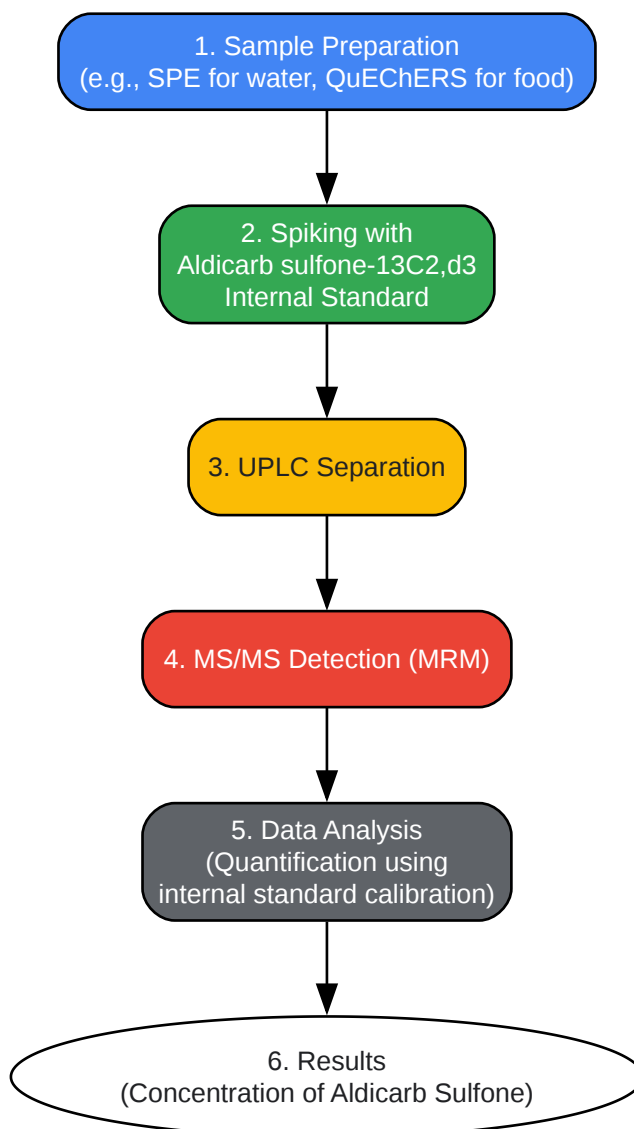 1. Sample Preparation
(e.g., SPE for water, QuEChERS for food)
2. Spiking with
Aldicarb sulfone-13C2,d3
Internal Standard
3. UPLC Separation
4. MS/MS Detection (MRM)
5. Data Analysis
(Quantification using
internal standard calibration)
6. Results
(Concentration of Aldicarb Sulfone)